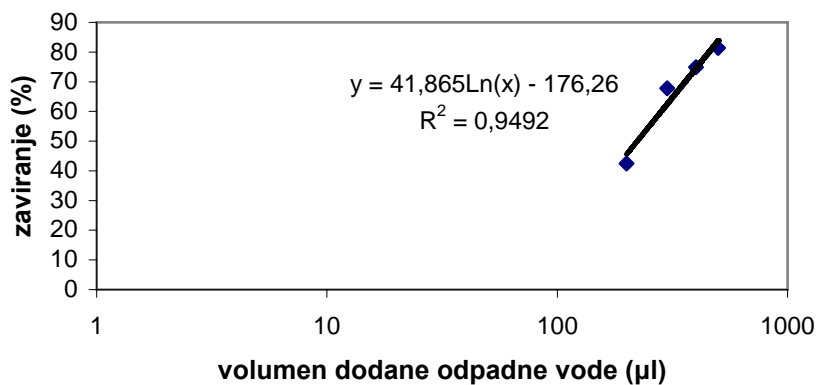 90
80
70
60
50
40
30
20
10
0
zaviranje (%)
y = 41,865Ln(x) - 176,26
R² = 0,9492
1 10 100 1000
volumen dodane odpadne vode (µl)